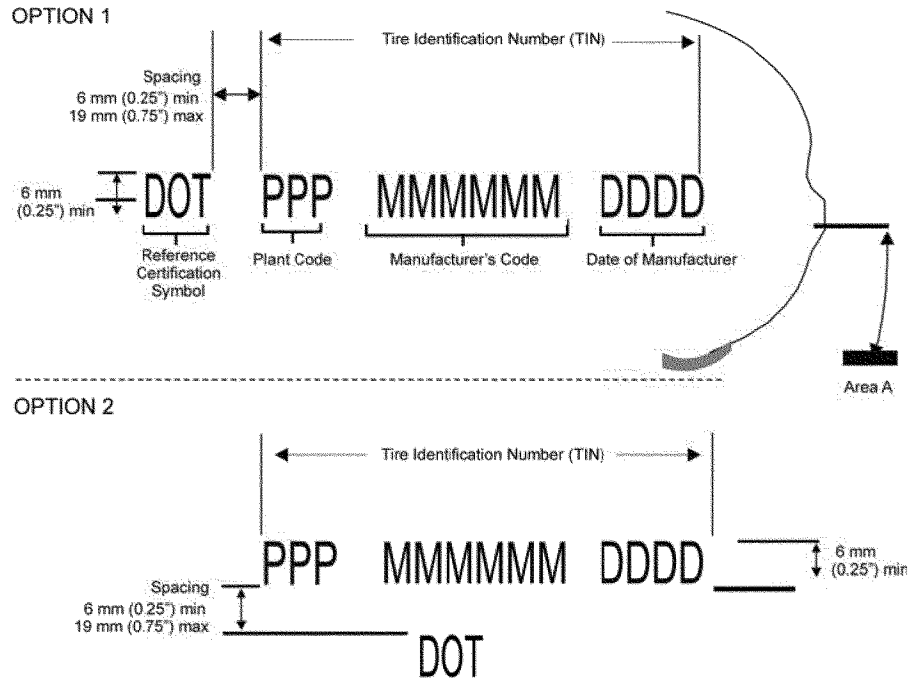 OPTION 1
Tire Identification Number (TIN)
Spacing
6 mm (0.25") min
19 mm (0.75") max
6 mm
(0.25") min
DOT PPP MMMMMM DDDD
Reference
Certification
Symbol
Plant Code
Manufacturer's Code
Date of Manufacturer
Area A
OPTION 2
Tire Identification Number (TIN)
PPP MMMMMM DDDD
6 mm
(0.25") min
Spacing
6 mm (0.25") min
19 mm (0.75") max
DOT